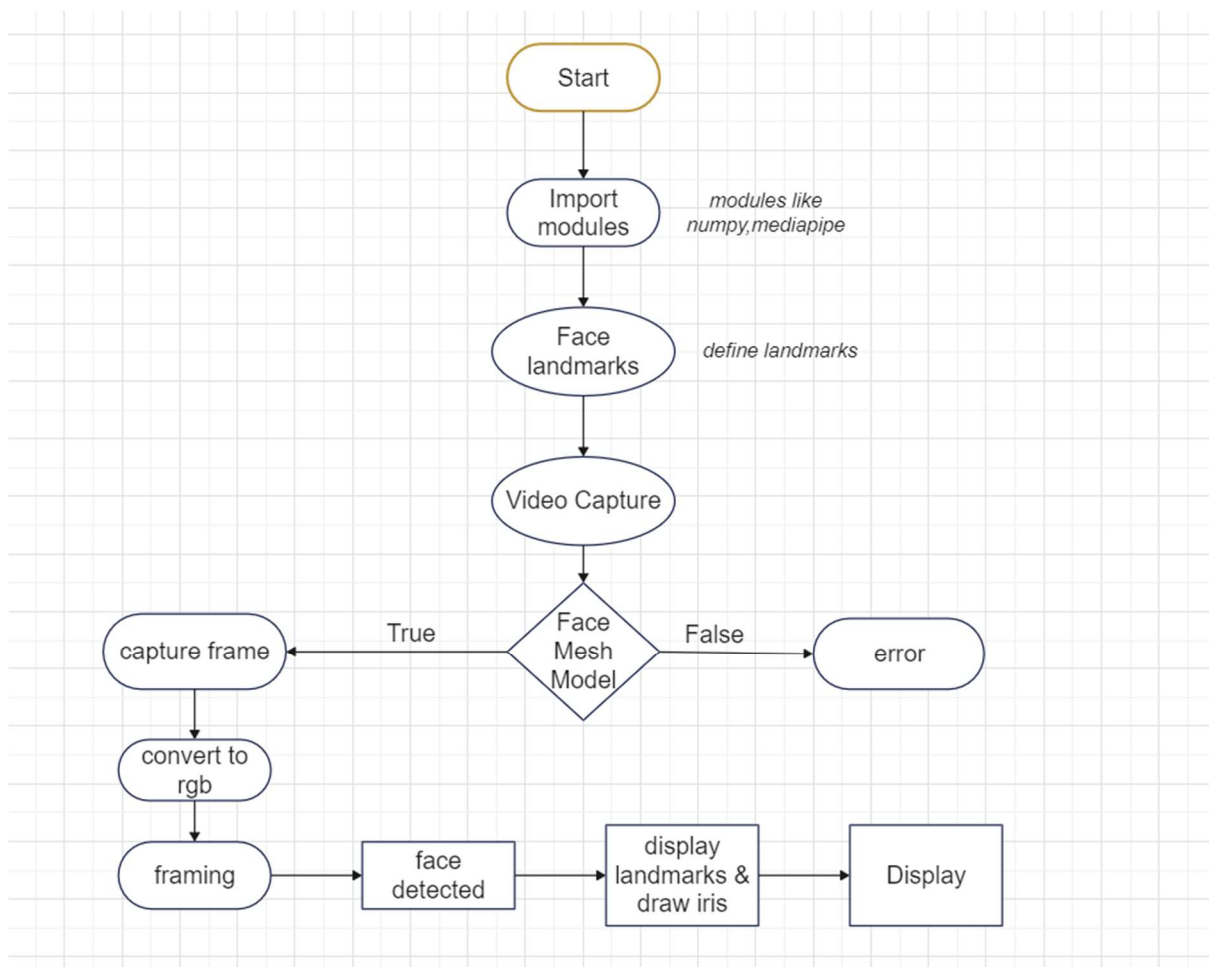 Start
Import
modules
modules like
numpy,mediapipe
Face
landmarks
define landmarks
Video Capture
Face
Mesh
Model
True
False
capture frame
error
convert to
rgb
framing
face
detected
display
landmarks &
draw iris
Display